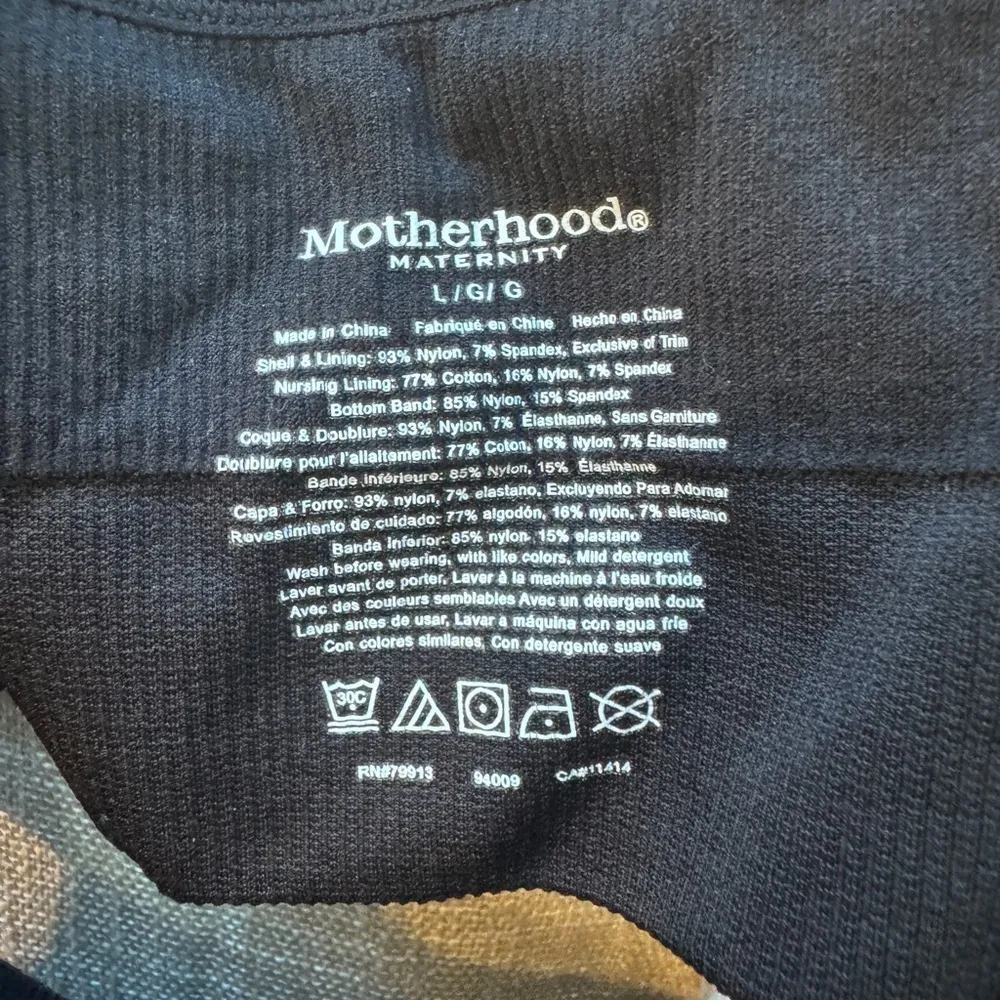 Motherhood®
MATERNITY
L/G/ G
Made in China Fabriqué en Chine Hecho en China
Shell & Lining: 93% Nylon, 7% Spandex, Exclusive of Trim
Nursing Lining: 77% Cotton, 16% Nylon, 7% Spandex
Bottom Band: 85% Nylon, 15% Spandex
Coque & Doublure: 93% Nylon, 7% Élasthanne, Sans Garniture
Doublure pour l'allaitement: 77% Coton, 16% Nylon, 7% Élasthanne
Bande inférieure: 85% Nylon, 15% Élasthanne
Capa & Forro: 93% nylon, 7% elastano, Excluyendo Para Adornar
Revestimiento de cuidado: 77% algodón, 16% nylon, 7% elastano
Banda Inferior: 85% nylon 15% elastano
Wash before wearing, with like colors, Mild detergent
Laver avant de porter, Laver à la machine à l'eau froide,
Avec des couleurs semblables Avec un détergent doux
Lavar antes de usar, Lavar a máquina con agua fria
Con colores similares, Con detergente suave
30C
RN#79913 94009 CA#11414